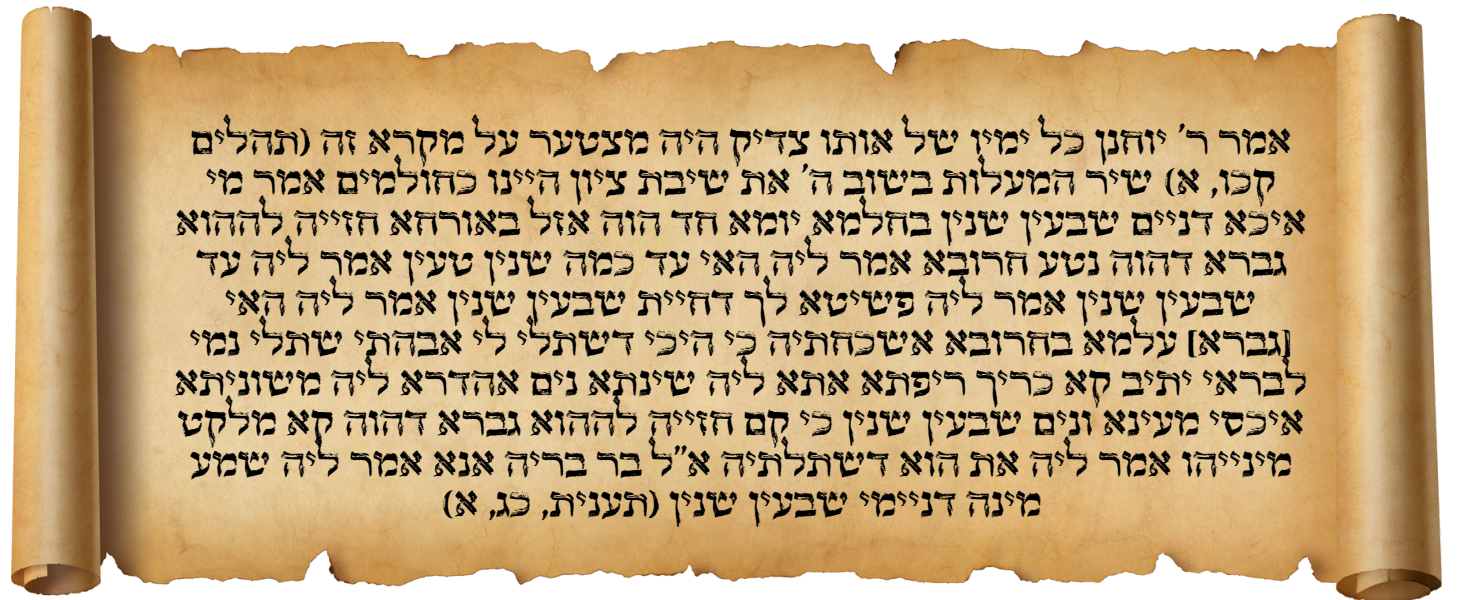 אמר ר' יוחנן כל ימיו של אותו צדיק היה מצטער על מקרא זה (תהלים
קכו, א) שיר המעלות בשוב ה' את שיבת ציון היינו כחולמים אמר מי
איכא דניים שבעין שנין בחלמא יומא חד הוה אזל באורחא חזייה לההוא
גברא דהוה נטע חרובא אמר ליה האי עד כמה שנין טעין אמר ליה עד
שבעין שנין אמר ליה פשיטא לך דחיית שבעין שנין אמר ליה האי
[גברא] עלמא בחרובא אשכחתיה כי היכי דשתלי לי אבהתי שתלי נמי
לבראי יתיב קא כריך ריפתא אתא ליה שינתא נים אהדרא ליה משוניתא
איכסי מעינא ונים שבעין שנין כי קם חזייה לההוא גברא דהוה קא מלקט
מינייהו אמר ליה את הוא דשתלתיה א"ל בר בריה אנא אמר ליה שמע
מינה דניימי שבעין שנין (תענית, כג, א)